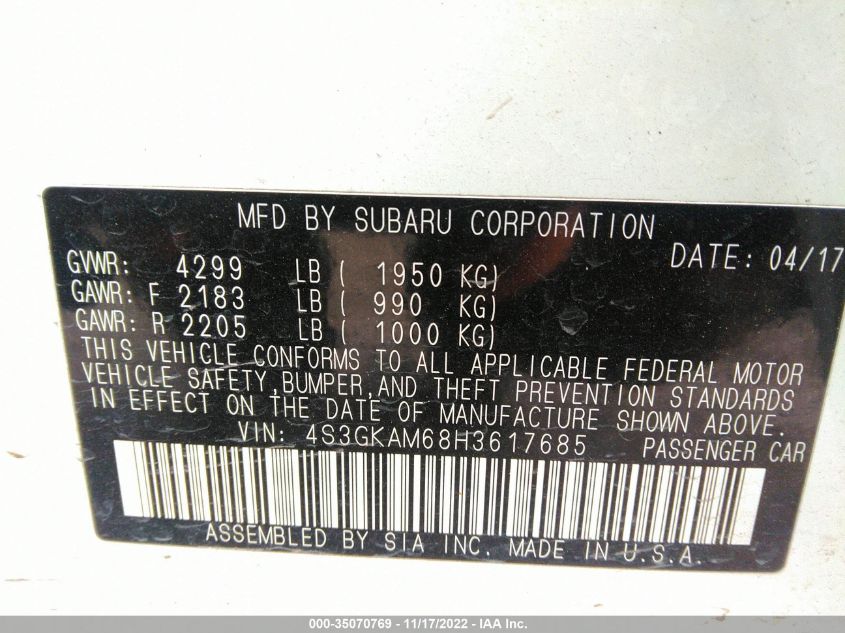 MFD BY SUBARU CORPORATION
DATE: 04/17
GVWR: 4299 LB ( 1950 KG)
GAWR: F 2183 LB ( 990 KG)
GAWR: R 2205 LB ( 1000 KG)
THIS VEHICLE CONFORMS TO ALL APPLICABLE FEDERAL MOTOR
VEHICLE SAFETY,BUMPER,AND THEFT PREVENTION STANDARDS
IN EFFECT ON THE DATE OF MANUFACTURE SHOWN ABOVE.
VIN: 4S3GKAM68H3617685 PASSENGER CAR
ASSEMBLED BY SIA INC. MADE IN U.S.A.
000-35070769 - 11/17/2022 - IAA Inc.